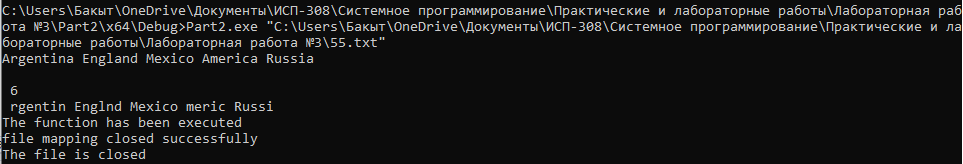 C:\Users\Бакыт\OneDrive\Документы\ИСП-308\Системное программирование\Практические и лабораторные работы\Лабораторная раб
ота №3\Part2\x64\Debug>Part2.exe "C:\Users\Бакыт\OneDrive\Документы\ИСП-308\Системное программирование\Практические и ла
бораторные работы\Лабораторная работа №3\55.txt"
Argentina England Mexico America Russia
6
rgentin Englnd Mexico meric Russi
The function has been executed
file mapping closed successfully
The file is closed